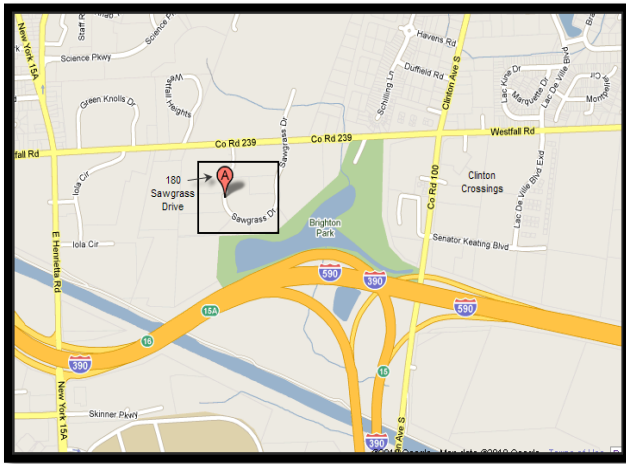 New York 15A
Staff R
Science Pkwy
Science P
Havens Rd
Duffield Rd
Clinton Ave S
Schilling Ln
Lac Kine Dr
Marquette Dr
Lac De Ville Blvd
Cir
Montpelier
Bra
Green Knolls Dr
Westfall Heights
Co Rd 239
Co Rd 239
Westfall Rd
fall Rd
Iola Cir
Sawgrass Dr
180
Sawgrass
Drive
A
Sawgrass Dr
Co Rd 100
Clinton
Crossings
Lac De Ville Blvd Exd
Brighton
Park
Senator Keating Blvd
Iola Cir
E Henrietta Rd
590
390
590
15A
16
390
15
New York 15A
Skinner Pkwy
390
n Ave S